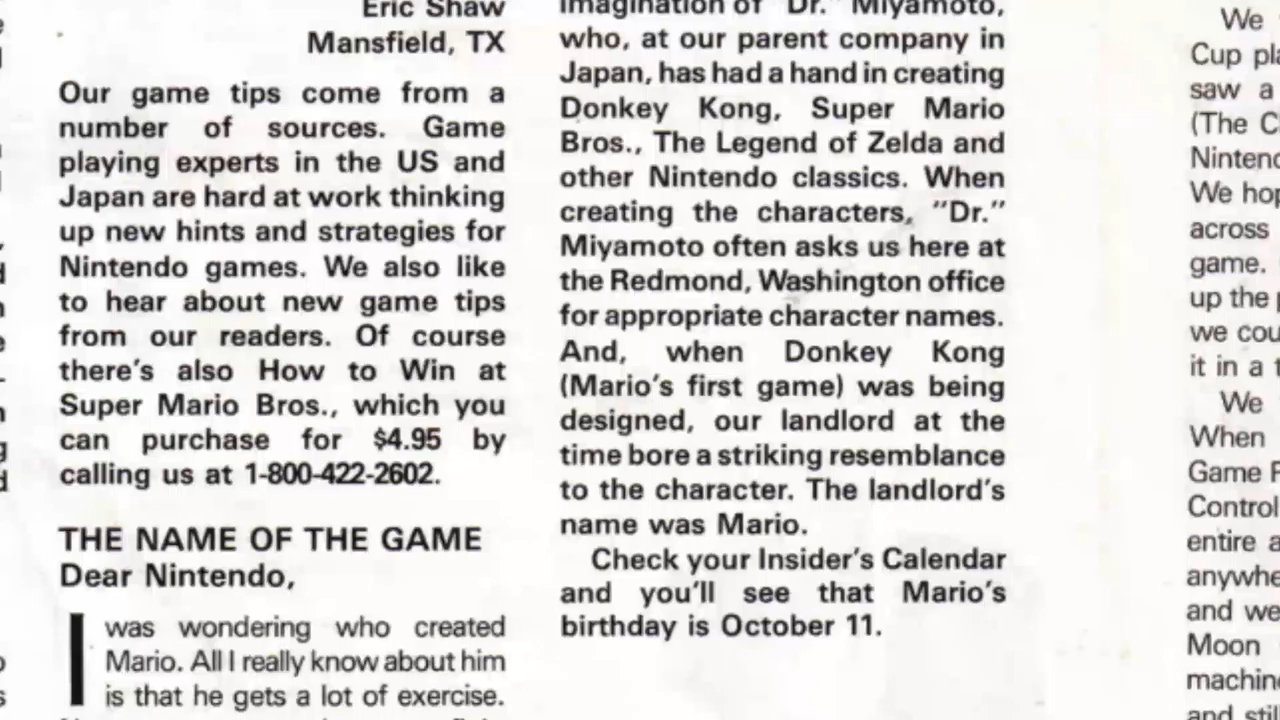 Eric Shaw
Mansfield, TX
Our game tips come from a
number of sources. Game
playing experts in the US and
Japan are hard at work thinking
up new hints and strategies for
Nintendo games. We also like
to hear about new game tips
from our readers. Of course
there's also How to Win at
Super Mario Bros., which you
can purchase for $4.95 by
calling us at 1-800-422-2602.
THE NAME OF THE GAME
Dear Nintendo,
I was wondering who created
Mario. All I really know about him
is that he gets a lot of exercise.
imagination of "Dr." Miyamoto,
who, at our parent company in
Japan, has had a hand in creating
Donkey Kong, Super Mario
Bros., The Legend of Zelda and
other Nintendo classics. When
creating the characters, "Dr."
Miyamoto often asks us here at
the Redmond, Washington office
for appropriate character names.
And, when Donkey Kong
(Mario's first game) was being
designed, our landlord at the
time bore a striking resemblance
to the character. The landlord's
name was Mario.
Check your Insider's Calendar
and you'll see that Mario's
birthday is October 11.
We
Cup
saw a
(The
We
across
game.
up the
we
it in a
We
When
Game
Control
entire
and we
Moon
and